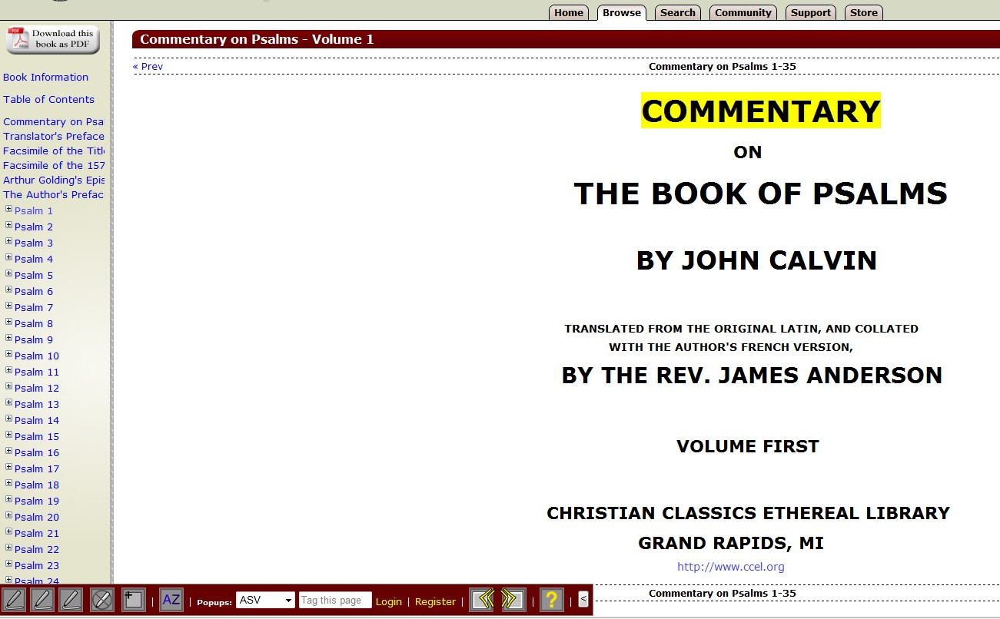 Home
Browse
Search
Community
Support
Store
PDF
Download this
book as PDF
Book Information
Table of Contents
Commentary on Psa
Translator's Preface
Facsimile of the Titl
Facsimile of the 157
Arthur Golding's Epis
The Author's Prefac
Psalm 1
Psalm 2
Psalm 3
Psalm 4
Psalm 5
Psalm 6
Psalm 7
Psalm 8
Psalm 9
Psalm 10
Psalm 11
Psalm 12
Psalm 13
Psalm 14
Psalm 15
Psalm 16
Psalm 17
Psalm 18
Psalm 19
Psalm 20
Psalm 21
Psalm 22
Psalm 23
Psalm 24
Commentary on Psalms - Volume 1
« Prev
Commentary on Psalms 1-35
COMMENTARY
ON
THE BOOK OF PSALMS
BY JOHN CALVIN
TRANSLATED FROM THE ORIGINAL LATIN, AND COLLATED
WITH THE AUTHOR'S FRENCH VERSION,
BY THE REV. JAMES ANDERSON
VOLUME FIRST
CHRISTIAN CLASSICS ETHEREAL LIBRARY
GRAND RAPIDS, MI
http://www.ccel.org
Commentary on Psalms 1-35
| AZ | Popups: ASV Tag this page Login | Register | | ? | <